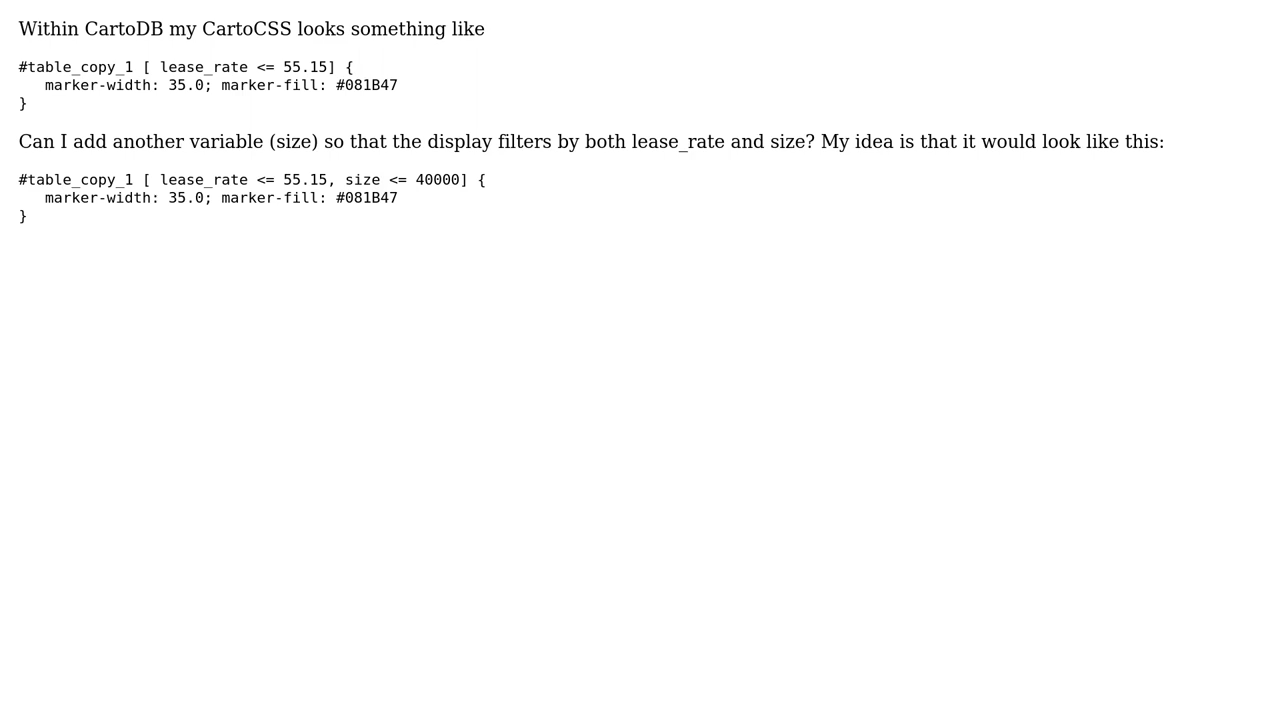 Within CartoDB my CartoCSS looks something like
#table_copy_1 [ lease_rate <= 55.15] {
   marker-width: 35.0; marker-fill: #081B47
}
Can I add another variable (size) so that the display filters by both lease_rate and size? My idea is that it would look like this:
#table_copy_1 [ lease_rate <= 55.15, size <= 40000] {
   marker-width: 35.0; marker-fill: #081B47
}